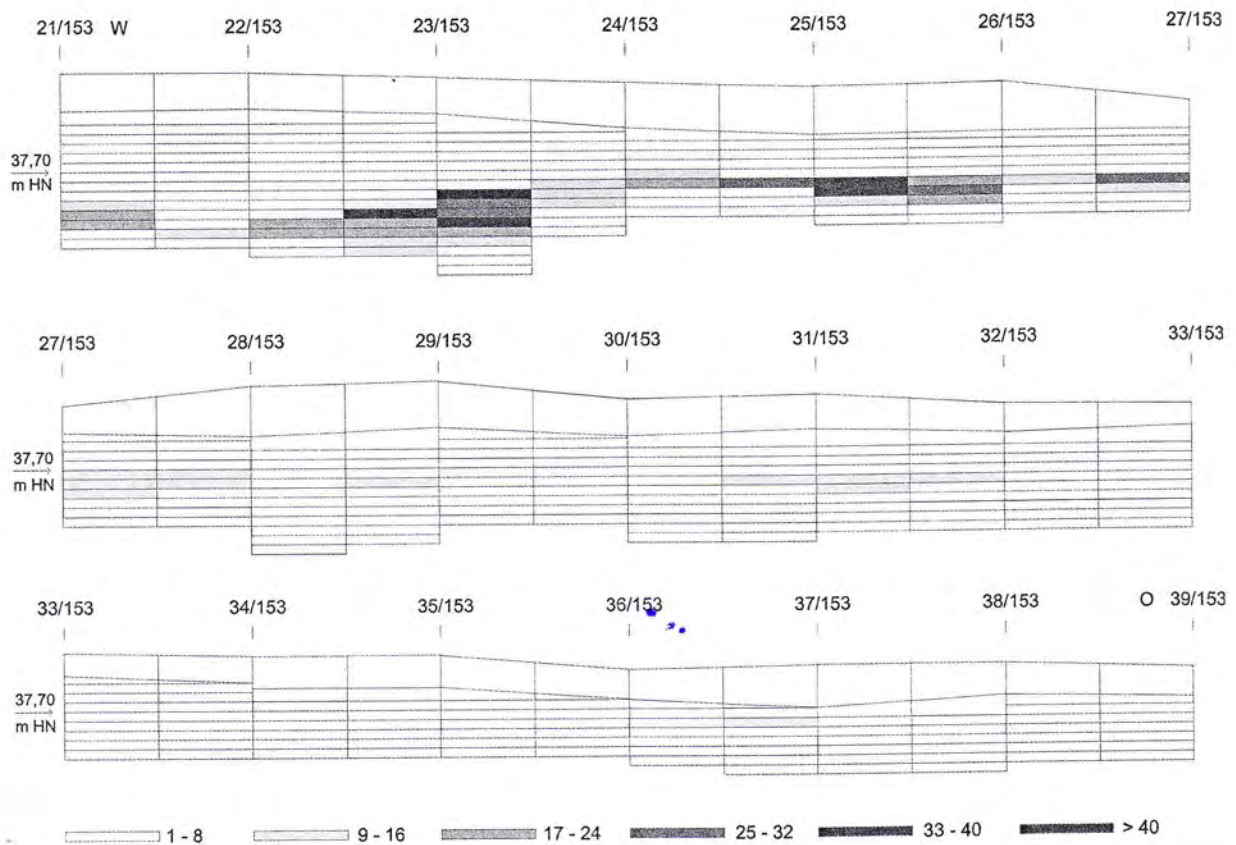 21/153 W 22/153 23/153 24/153 25/153 26/153 27/153
37,70
m HN
27/153 28/153 29/153 30/153 31/153 32/153 33/153
37,70
m HN
33/153 34/153 35/153 36/153 37/153 38/153 O 39/153
37,70
m HN
1 - 8 9 - 16 17 - 24 25 - 32 33 - 40 > 40